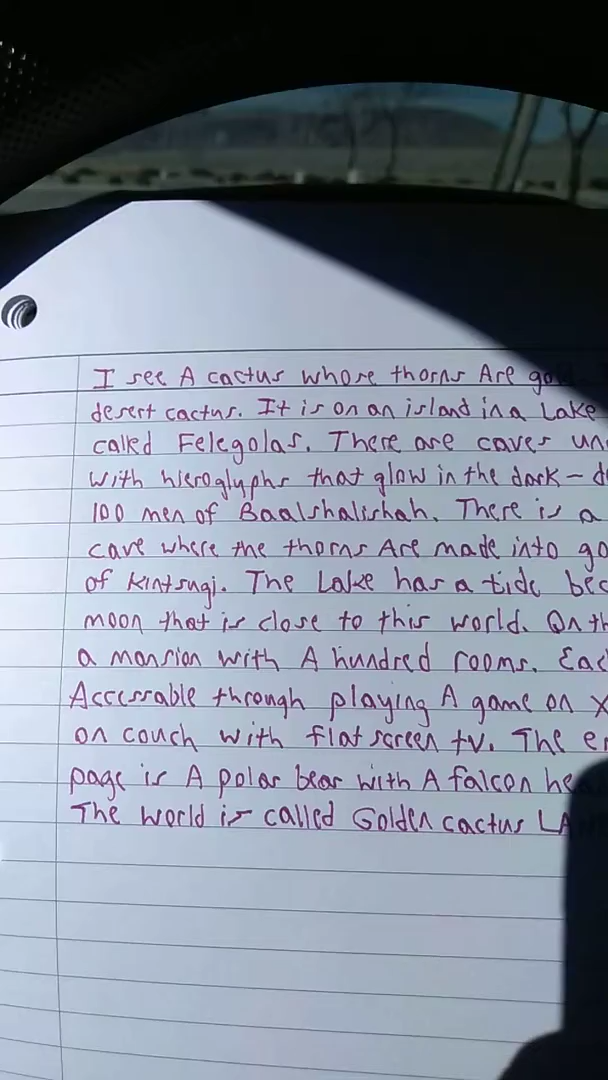 I see A cactus whose thorns Are
desert cactus. It is on an island in a Lake
called Felegolas. There are caves
with hieroglyphs that glow in the dark –
100 men of Baalshalishah. There is a
cave where the thorns Are made into
of Kintsugi. The Lake has a tide
moon that is close to this world. On
a mansion with A hundred rooms.
Accessable through playing A game on
on couch with flat screen tv. The
page is A polar bear with A falcon
The world is called Golden cactus